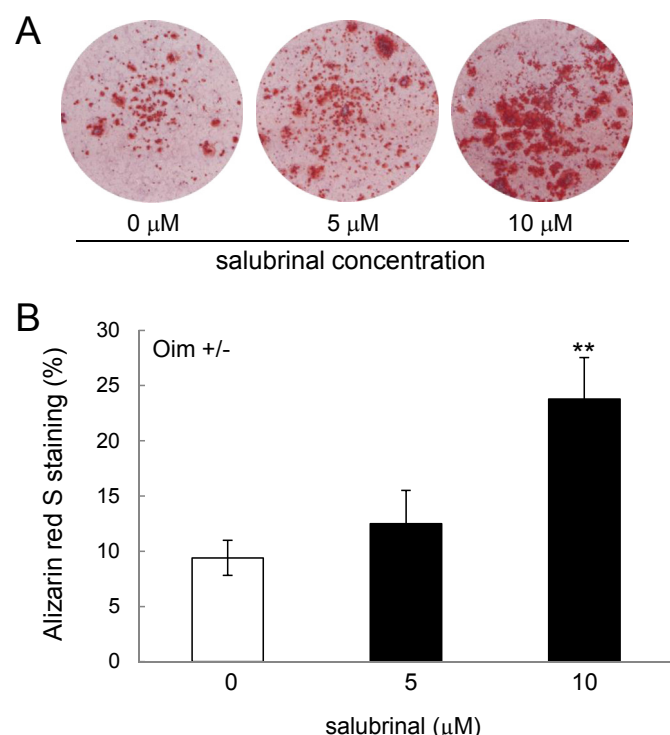 A
0 μM 5 μM 10 μM
salubrinal concentration
B
30
25
20
15
10
5
0
Alizarin red S staining (%)
Oim +/-
**
0 5 10
salubrinal (μM)